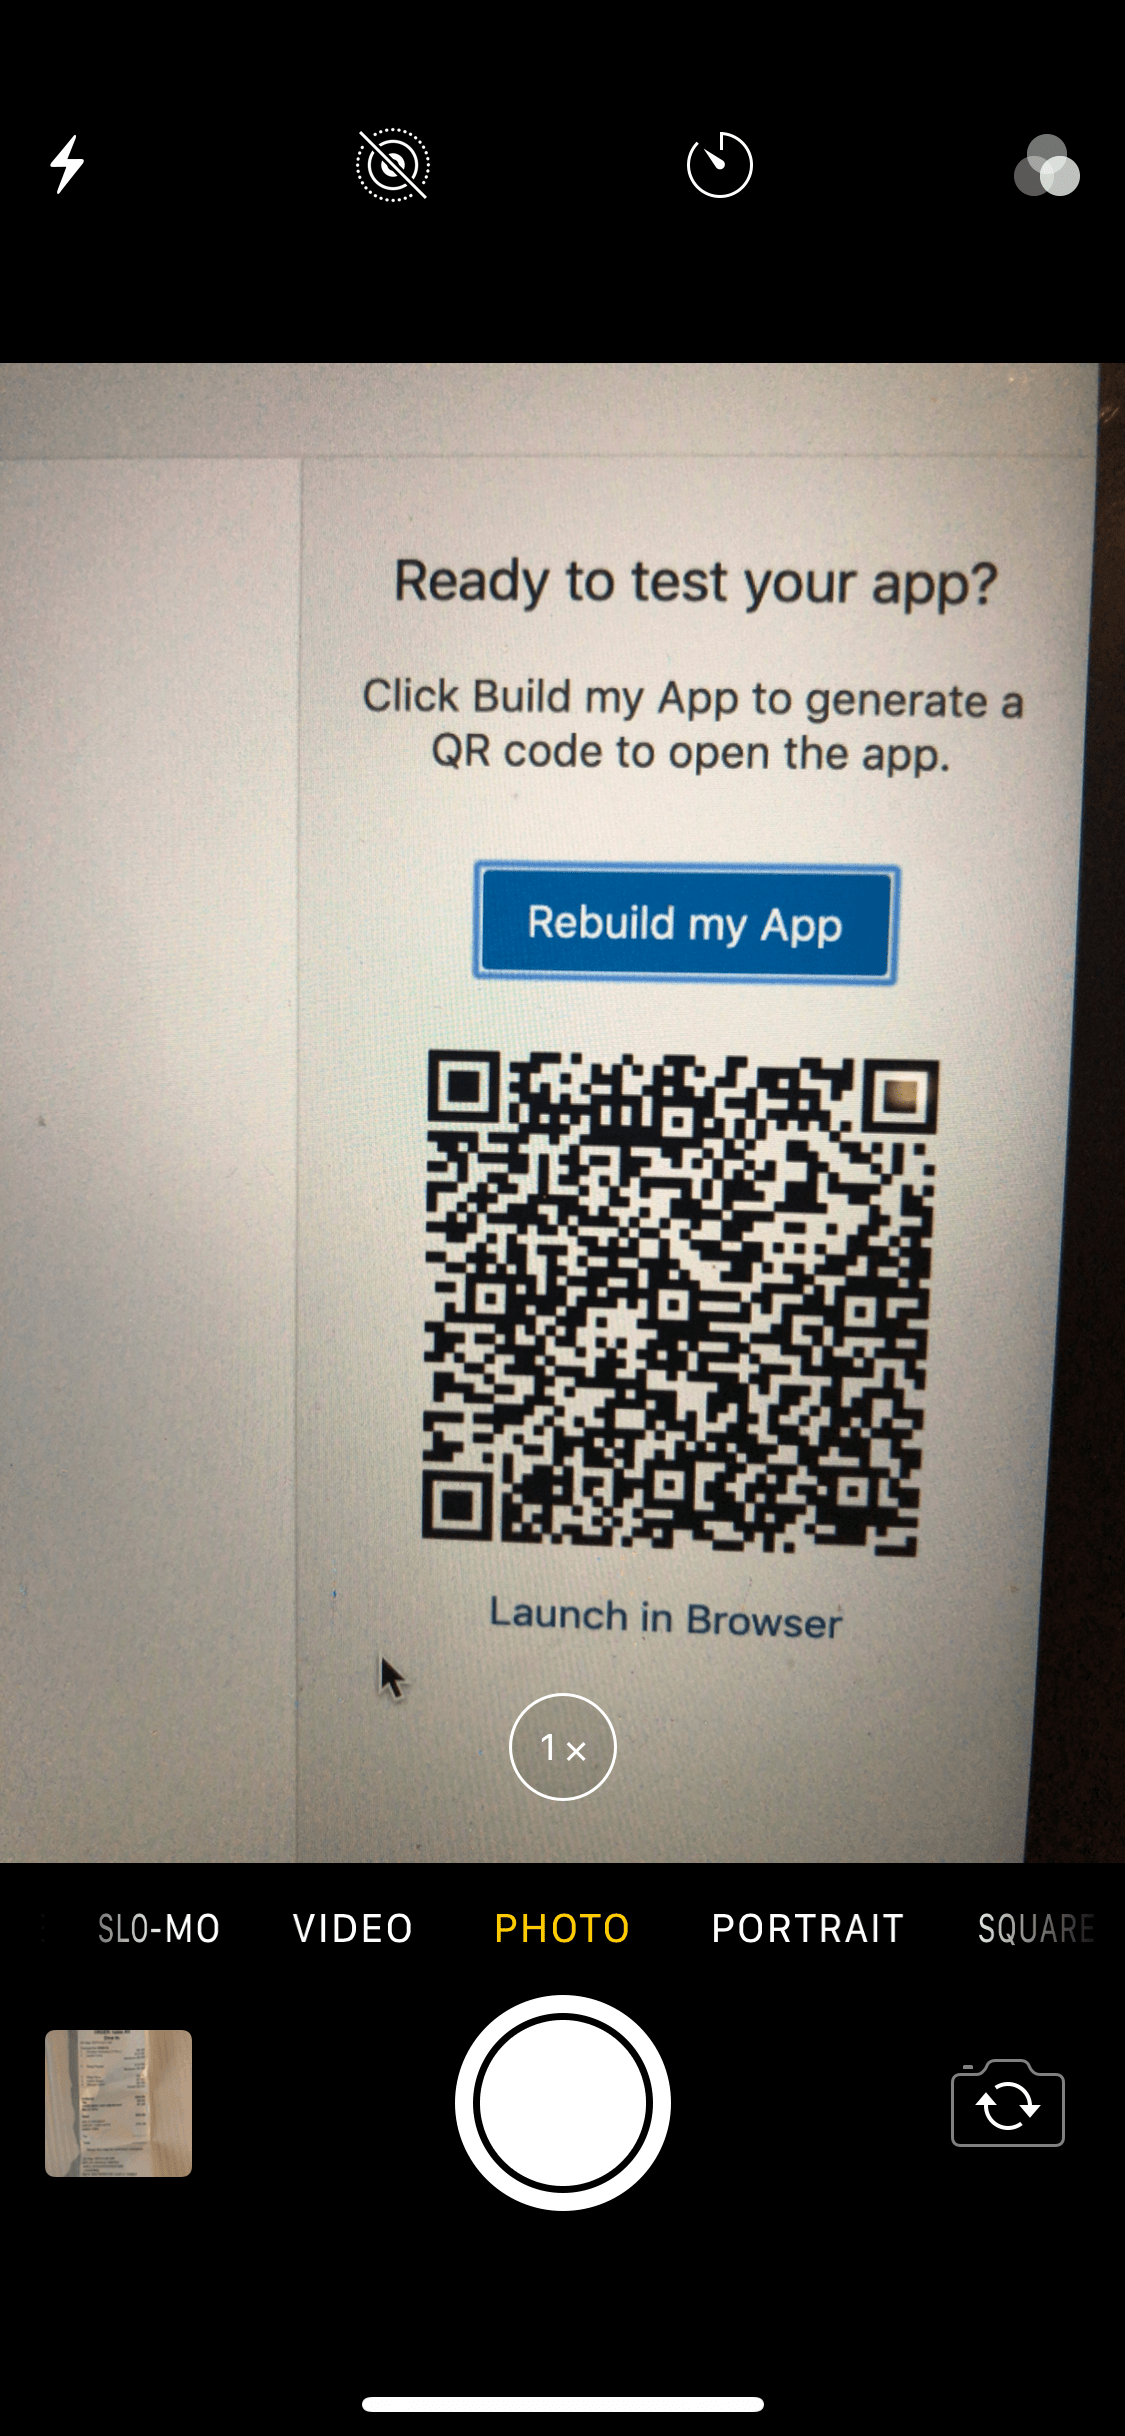 Ready to test your app?
Click Build my App to generate a
QR code to open the app.
Rebuild my App
Launch in Browser
1×
SLO-MO
VIDEO
PHOTO
PORTRAIT
SQUARE